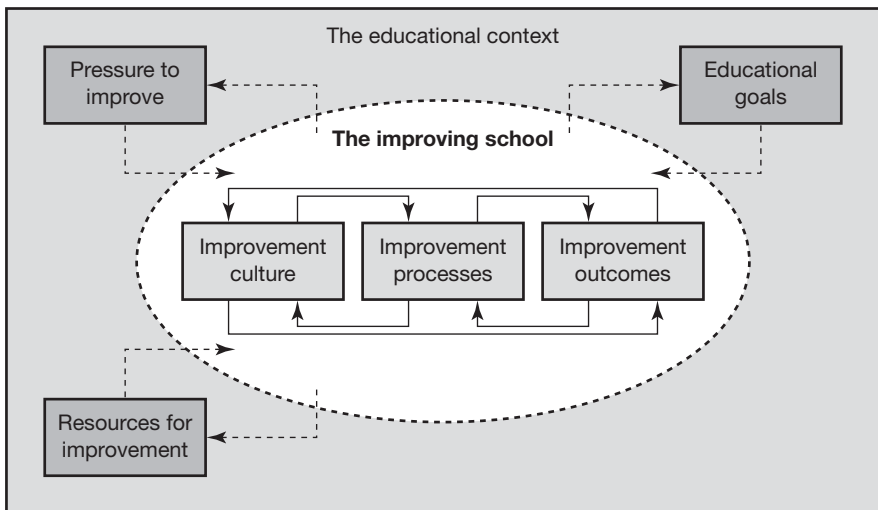 The educational context
Pressure to
improve
Educational
goals
The improving school
Improvement
culture
Improvement
processes
Improvement
outcomes
Resources for
improvement